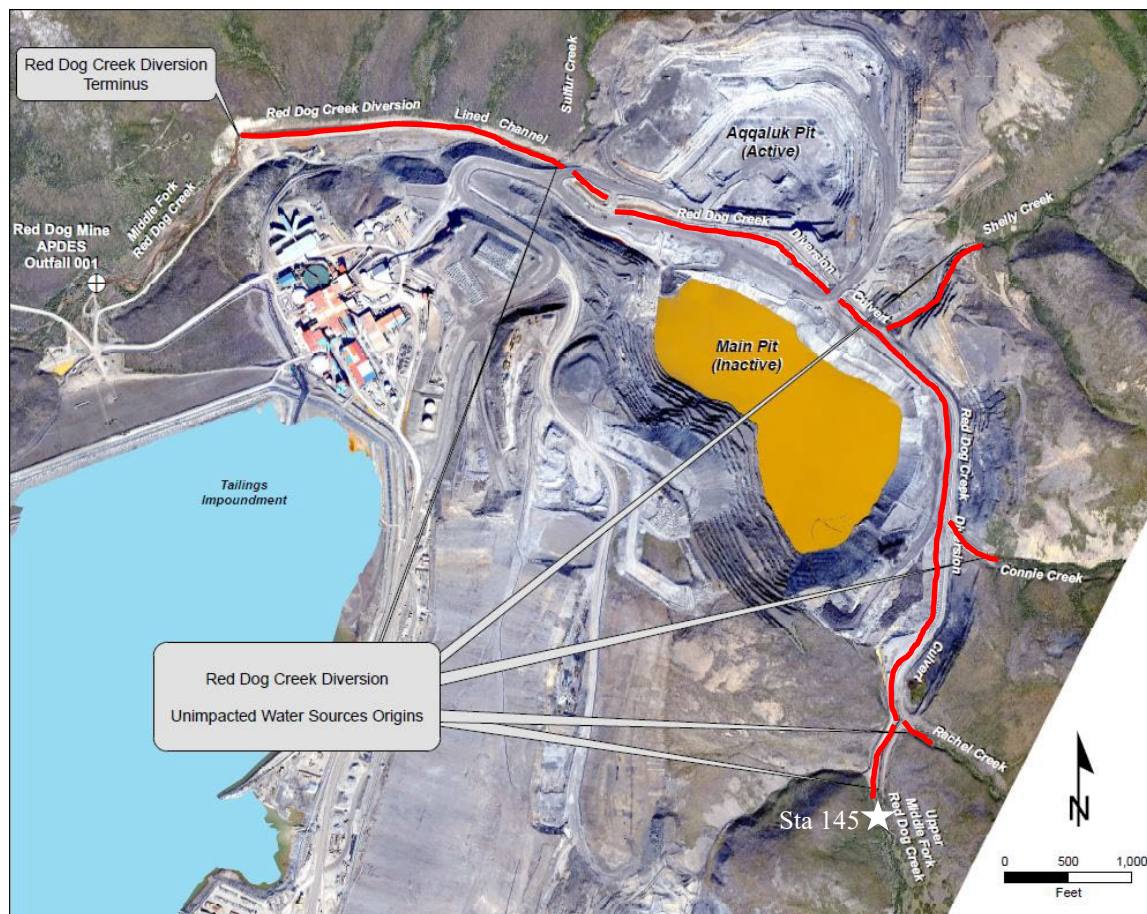 Red Dog Creek Diversion
Terminus
Red Dog Creek Diversion
Lined Channel
Sulfur Creek
Aqqaluk Pit
(Active)
Middle Fork
Red Dog Creek
Red Dog Mine
APDES
Outfall 001
Red Dog Creek
Diversion
Culvert
Shelly Creek
Main Pit
(Inactive)
Red Dog Creek
Diversion
Connie Creek
Tailings
Impoundment
Culvert
Red Dog Creek Diversion
Unimpacted Water Sources Origins
Rachel Creek
Sta 145
Upper
Middle Fork
Red Dog Creek
N
0 500 1,000
Feet